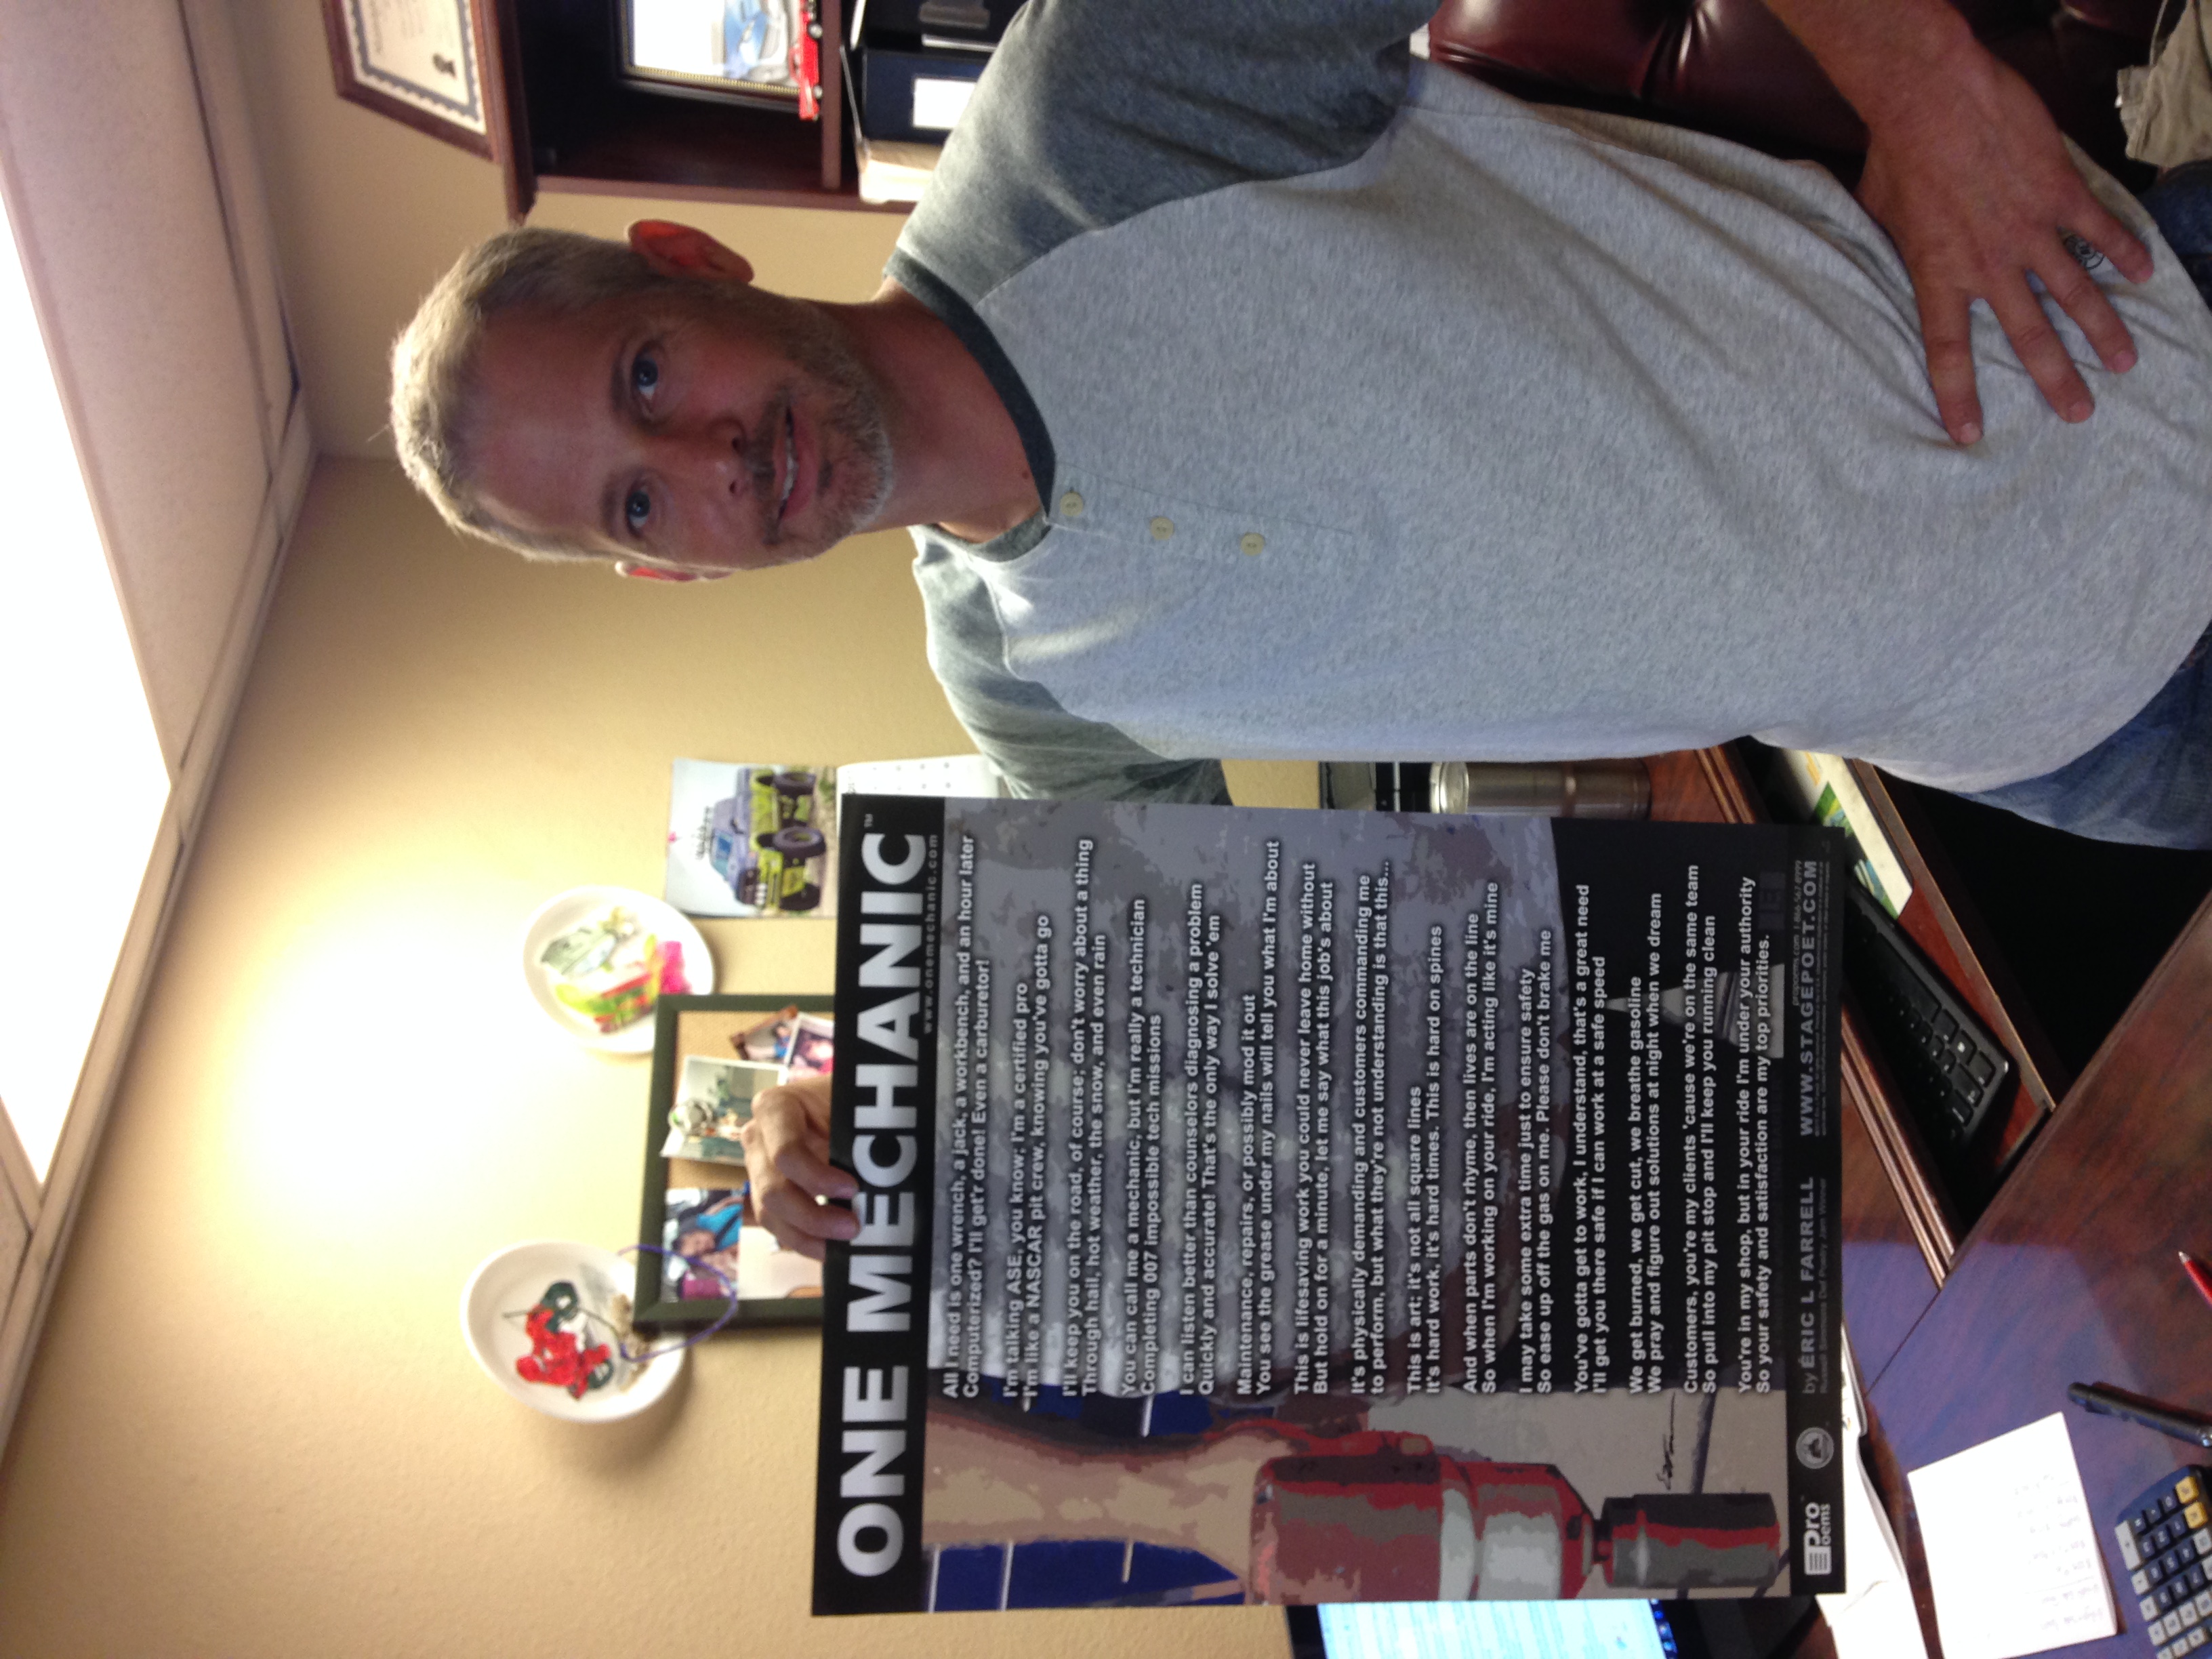 ONE MECHANIC™
www.onemechanic.com
All I need is one wrench, a jack, a workbench, and an hour later
Computerized? I'll get'r done! Even a carburetor!
I'm talking ASE, you know; I'm a certified pro
I'm like a NASCAR pit crew, knowing you've gotta go
I'll keep you on the road, of course; don't worry about a thing
Through hail, hot weather, the snow, and even rain
You can call me a mechanic, but I'm really a technician
Completing 007 impossible tech missions
I can listen better than counselors diagnosing a problem
Quickly and accurate! That's the only way I solve 'em
Maintenance, repairs, or possibly mod it out
You see the grease under my nails will tell you what I'm about
This is lifesaving work you could never leave home without
But hold on for a minute, let me say what this job's about
It's physically demanding and customers commanding me
to perform, but what they're not understanding is that this...
This is art; it's not all square lines
It's hard work, it's hard times. This is hard on spines
And when parts don't rhyme, then lives are on the line
So when I'm working on your ride, I'm acting like it's mine
I may take some extra time just to ensure safety
So ease up off the gas on me. Please don't brake me
You've gotta get to work, I understand, that's a great need
I'll get you there safe if I can work at a safe speed
We get burned, we get cut, we breathe gasoline
We pray and figure out solutions at night when we dream
Customers, you're my clients 'cause we're on the same team
So pull into my pit stop and I'll keep you running clean
You're in my shop, but in your ride I'm under your authority
So your safety and satisfaction are my top priorities.
propoems.com 1.866.562.0999
Pro
oems
by ÉRIC L FARRELL
WWW.STAGEPOET.COM
Russell Simmons Def Poetry Jam Winner